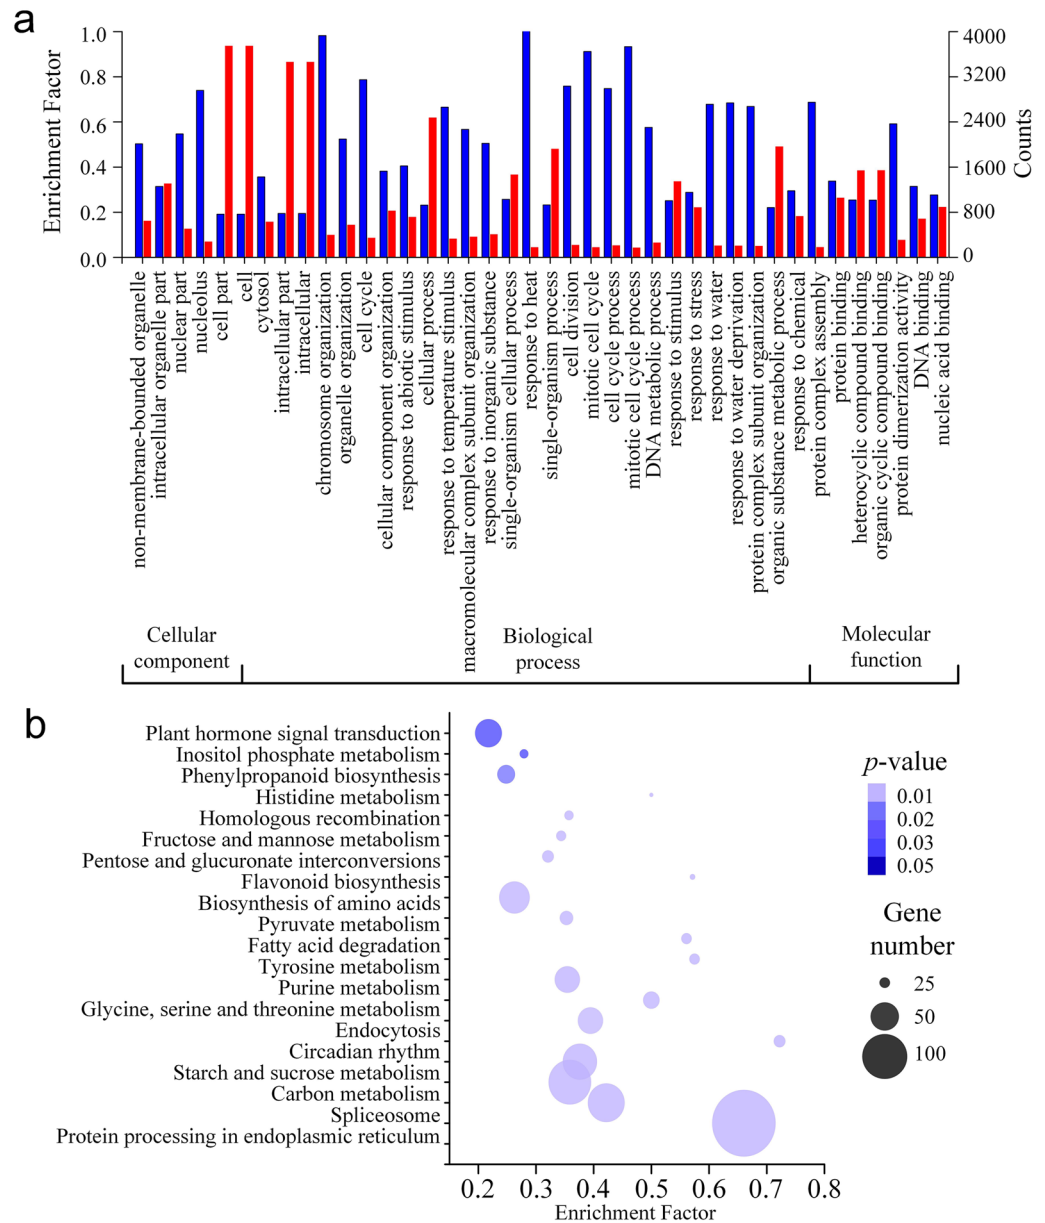 a
Enrichment Factor
1.0
0.8
0.6
0.4
0.2
0.0
4000
3200
2400
1600
800
0
Counts
non-membrane-bounded organelle
intracellular organelle part
nuclear part
nucleolus
cell part
cell
cytosol
intracellular part
intracellular
chromosome organization
organelle organization
cell cycle
cellular component organization
response to abiotic stimulus
cellular process
response to temperature stimulus
macromolecular complex subunit organization
response to inorganic substance
single-organism cellular process
response to heat
single-organism process
cell division
mitotic cell cycle
cell cycle process
mitotic cell cycle process
DNA metabolic process
response to stimulus
response to stress
response to water
response to water deprivation
protein complex subunit organization
organic substance metabolic process
response to chemical
protein complex assembly
protein binding
heterocyclic compound binding
organic cyclic compound binding
protein dimerization activity
DNA binding
nucleic acid binding
Cellular
component
Biological
process
Molecular
function
b
Plant hormone signal transduction
Inositol phosphate metabolism
Phenylpropanoid biosynthesis
Histidine metabolism
Homologous recombination
Fructose and mannose metabolism
Pentose and glucuronate interconversions
Flavonoid biosynthesis
Biosynthesis of amino acids
Pyruvate metabolism
Fatty acid degradation
Tyrosine metabolism
Purine metabolism
Glycine, serine and threonine metabolism
Endocytosis
Circadian rhythm
Starch and sucrose metabolism
Carbon metabolism
Spliceosome
Protein processing in endoplasmic reticulum
0.2 0.3 0.4 0.5 0.6 0.7 0.8
Enrichment Factor
p-value
0.01
0.02
0.03
0.05
Gene
number
25
50
100